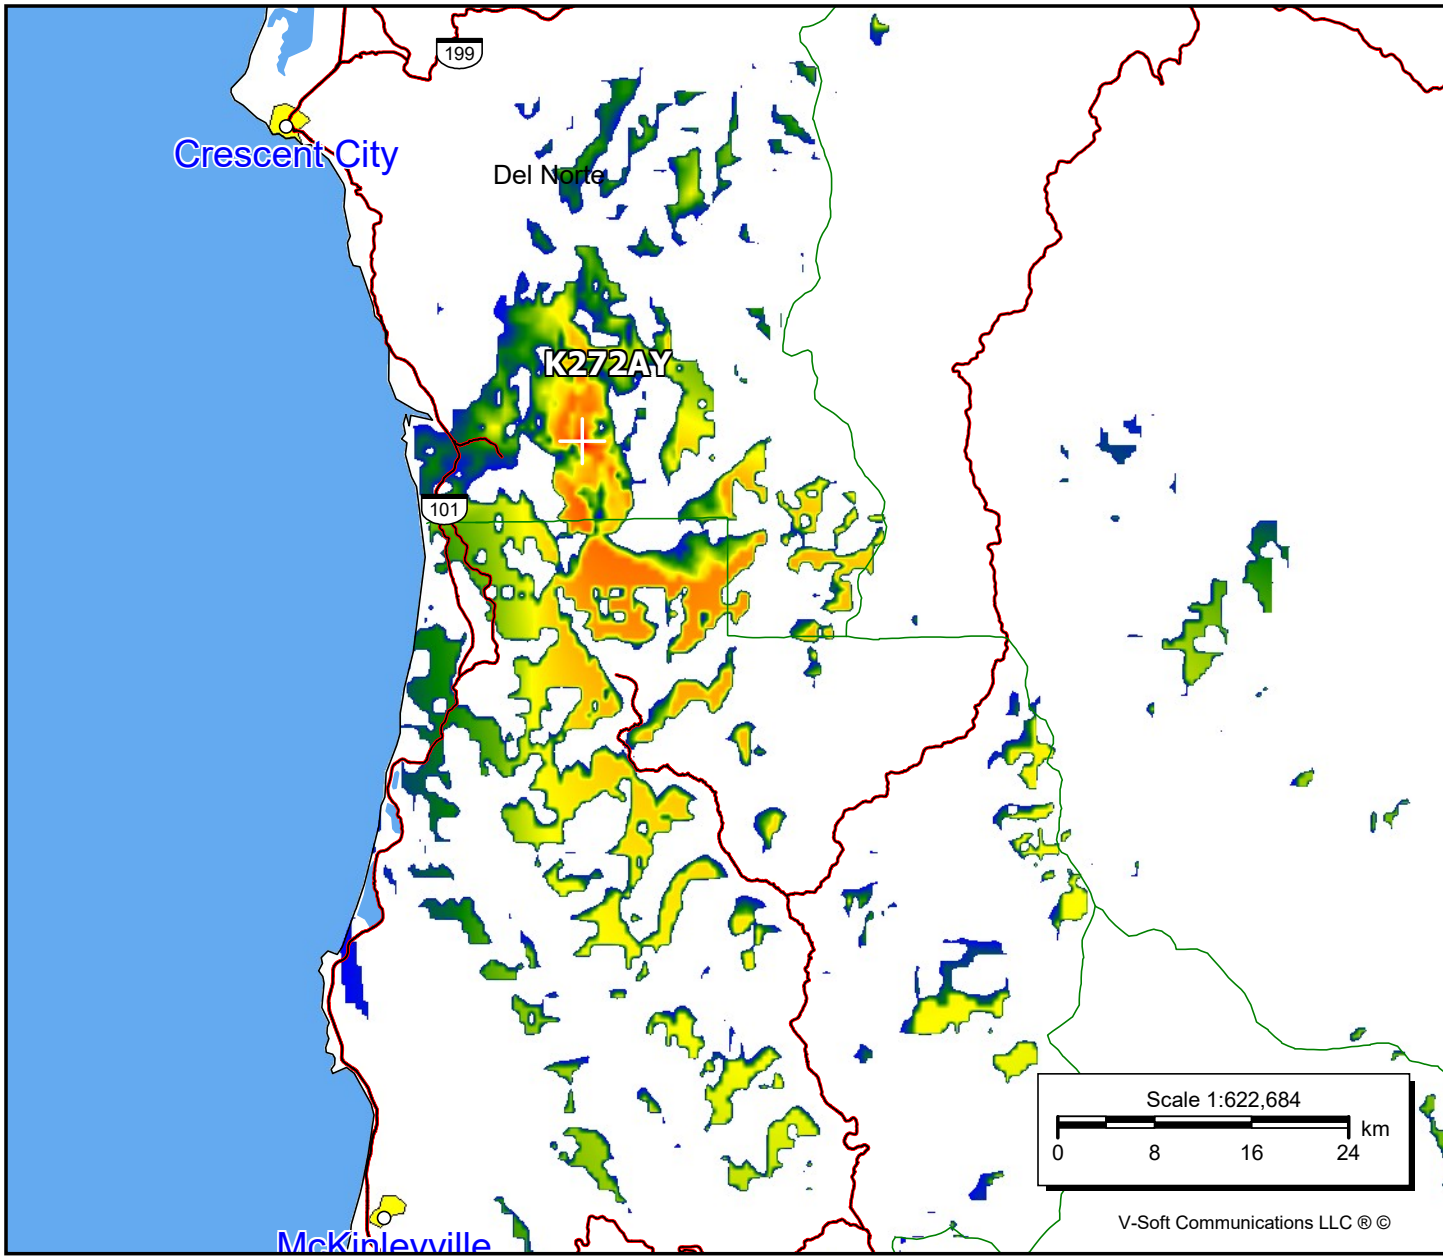 199
Crescent City
Del Norte
K272AY
101
Scale 1:622,684
km
0 8 16 24
V-Soft Communications LLC ® ©
McKinleyville